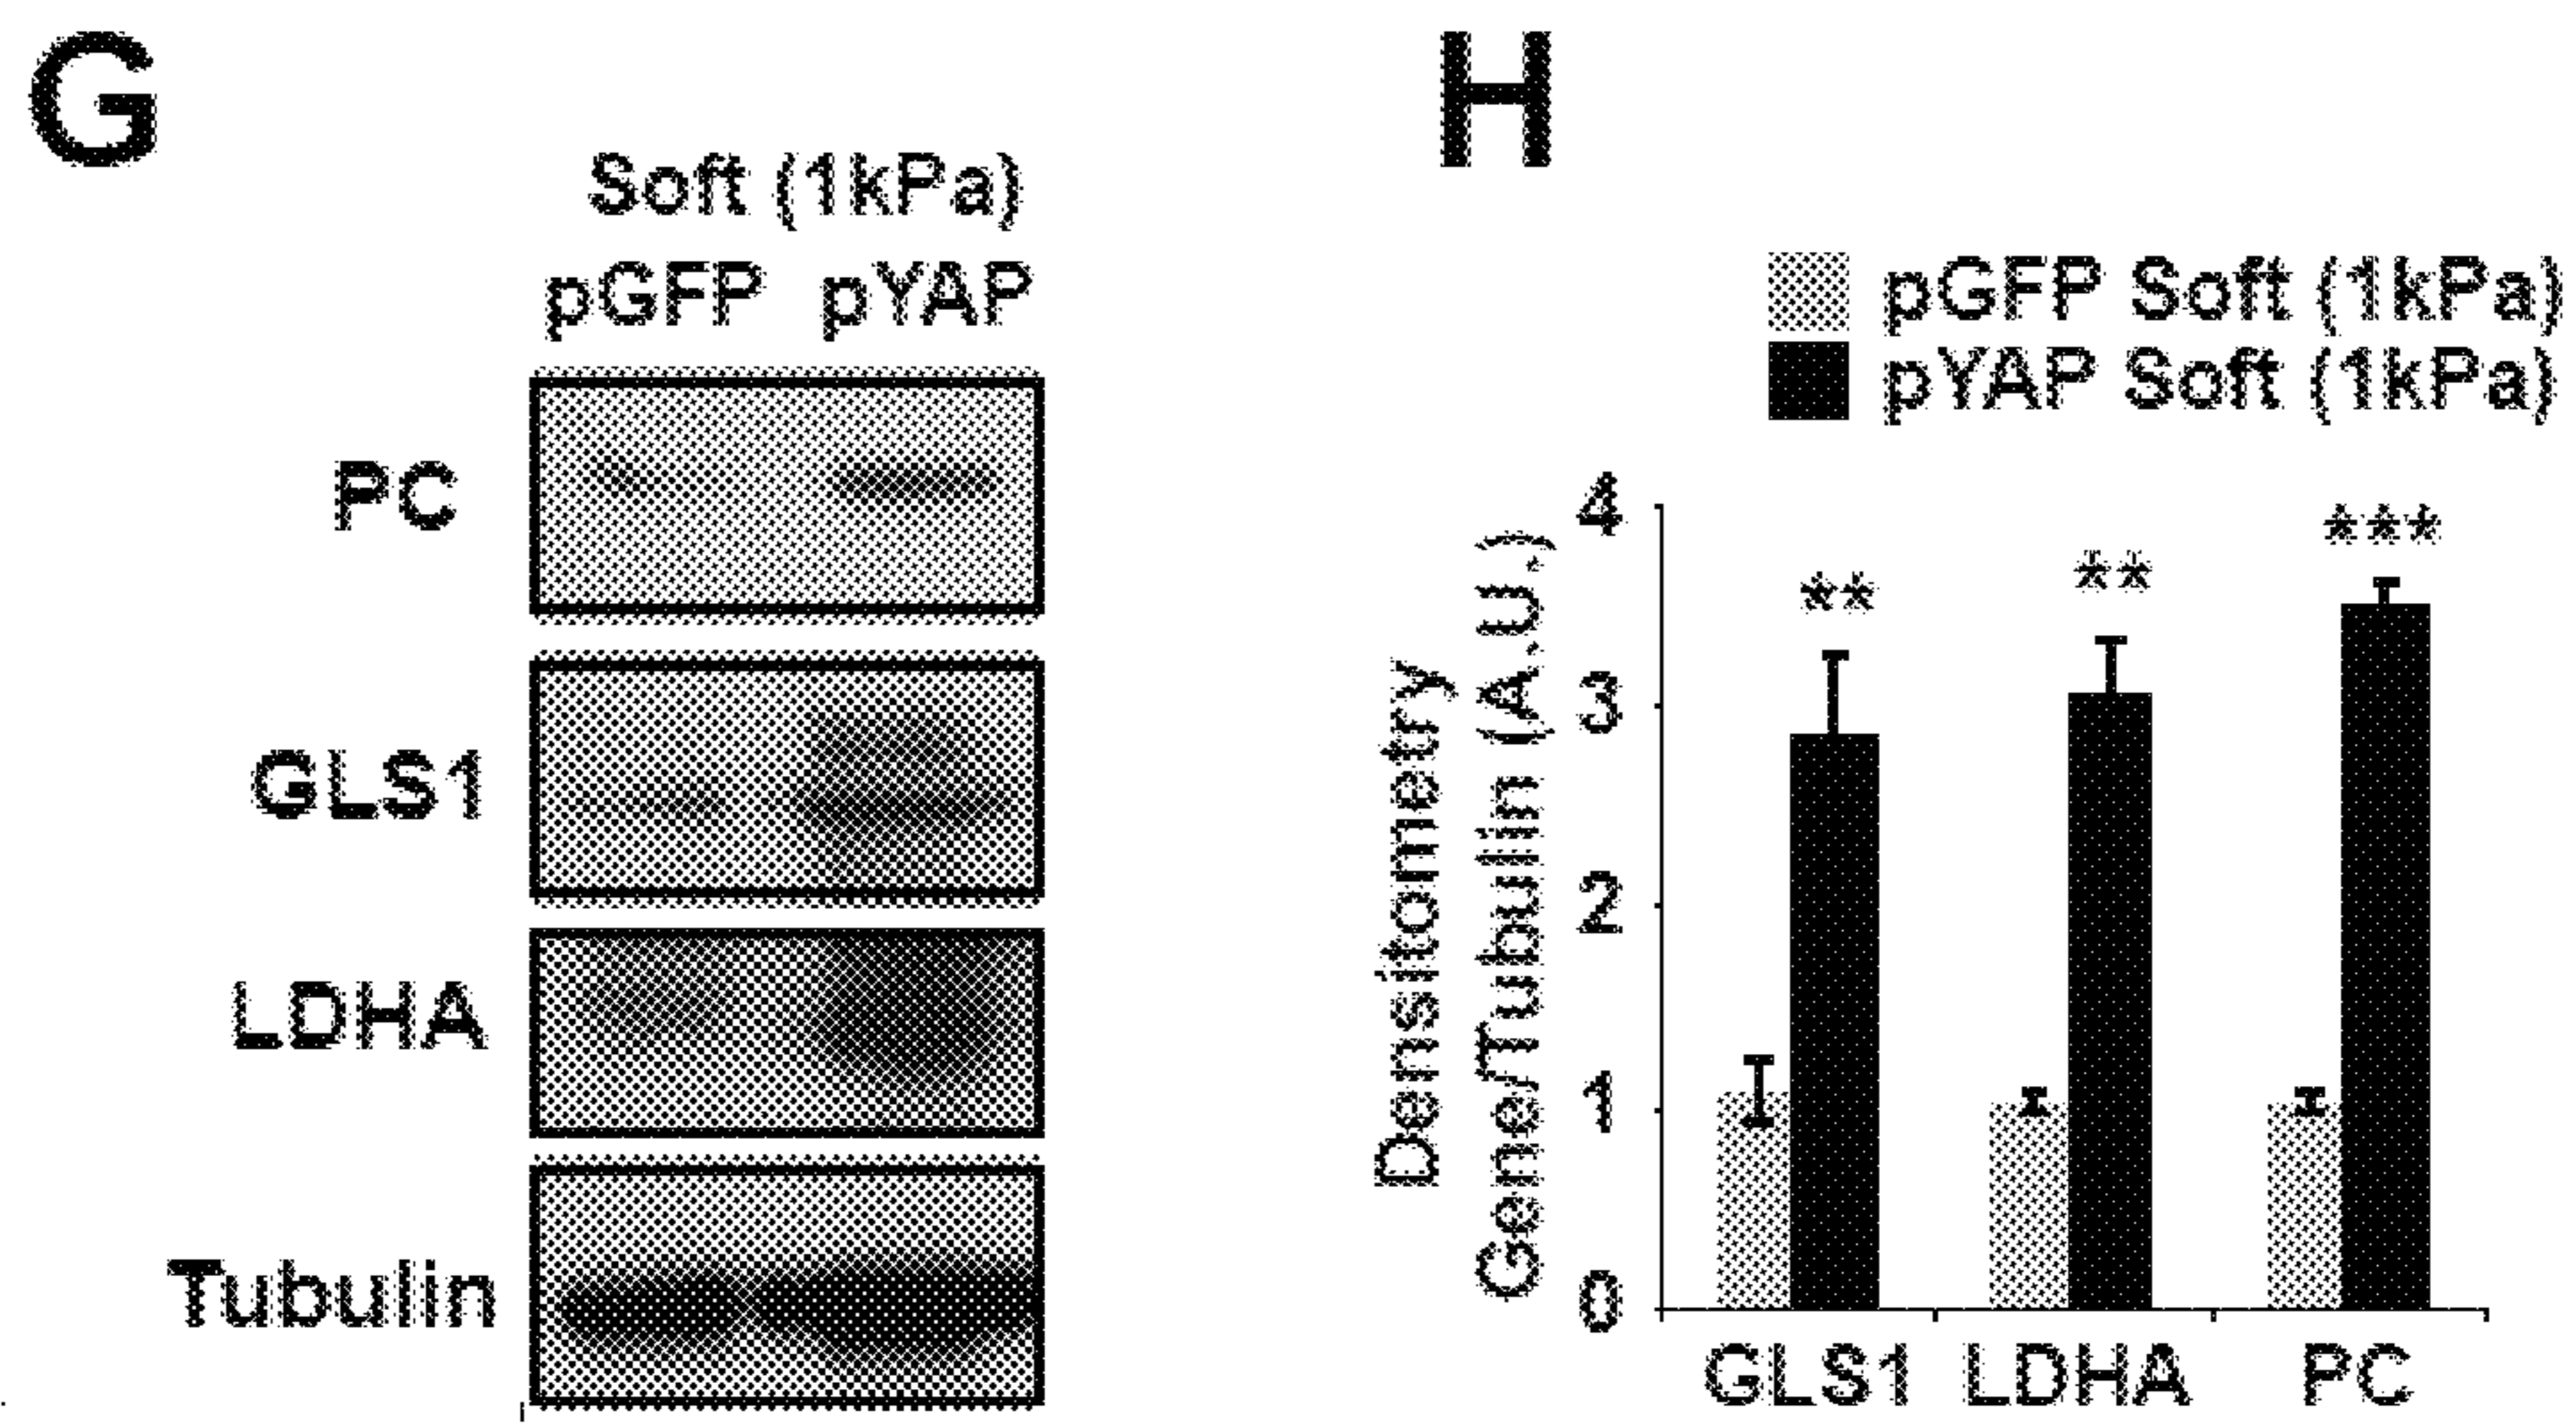 G
Soft (1kPa)
pGFP pYAP
PC
GLS1
LDHA
Tubulin
H
pGFP Soft (1kPa)
pYAP Soft (1kPa)
Densitometry
Gene/Tubulin (A.U.)
4
3
2
1
0
**
**
***
GLS1 LDHA PC